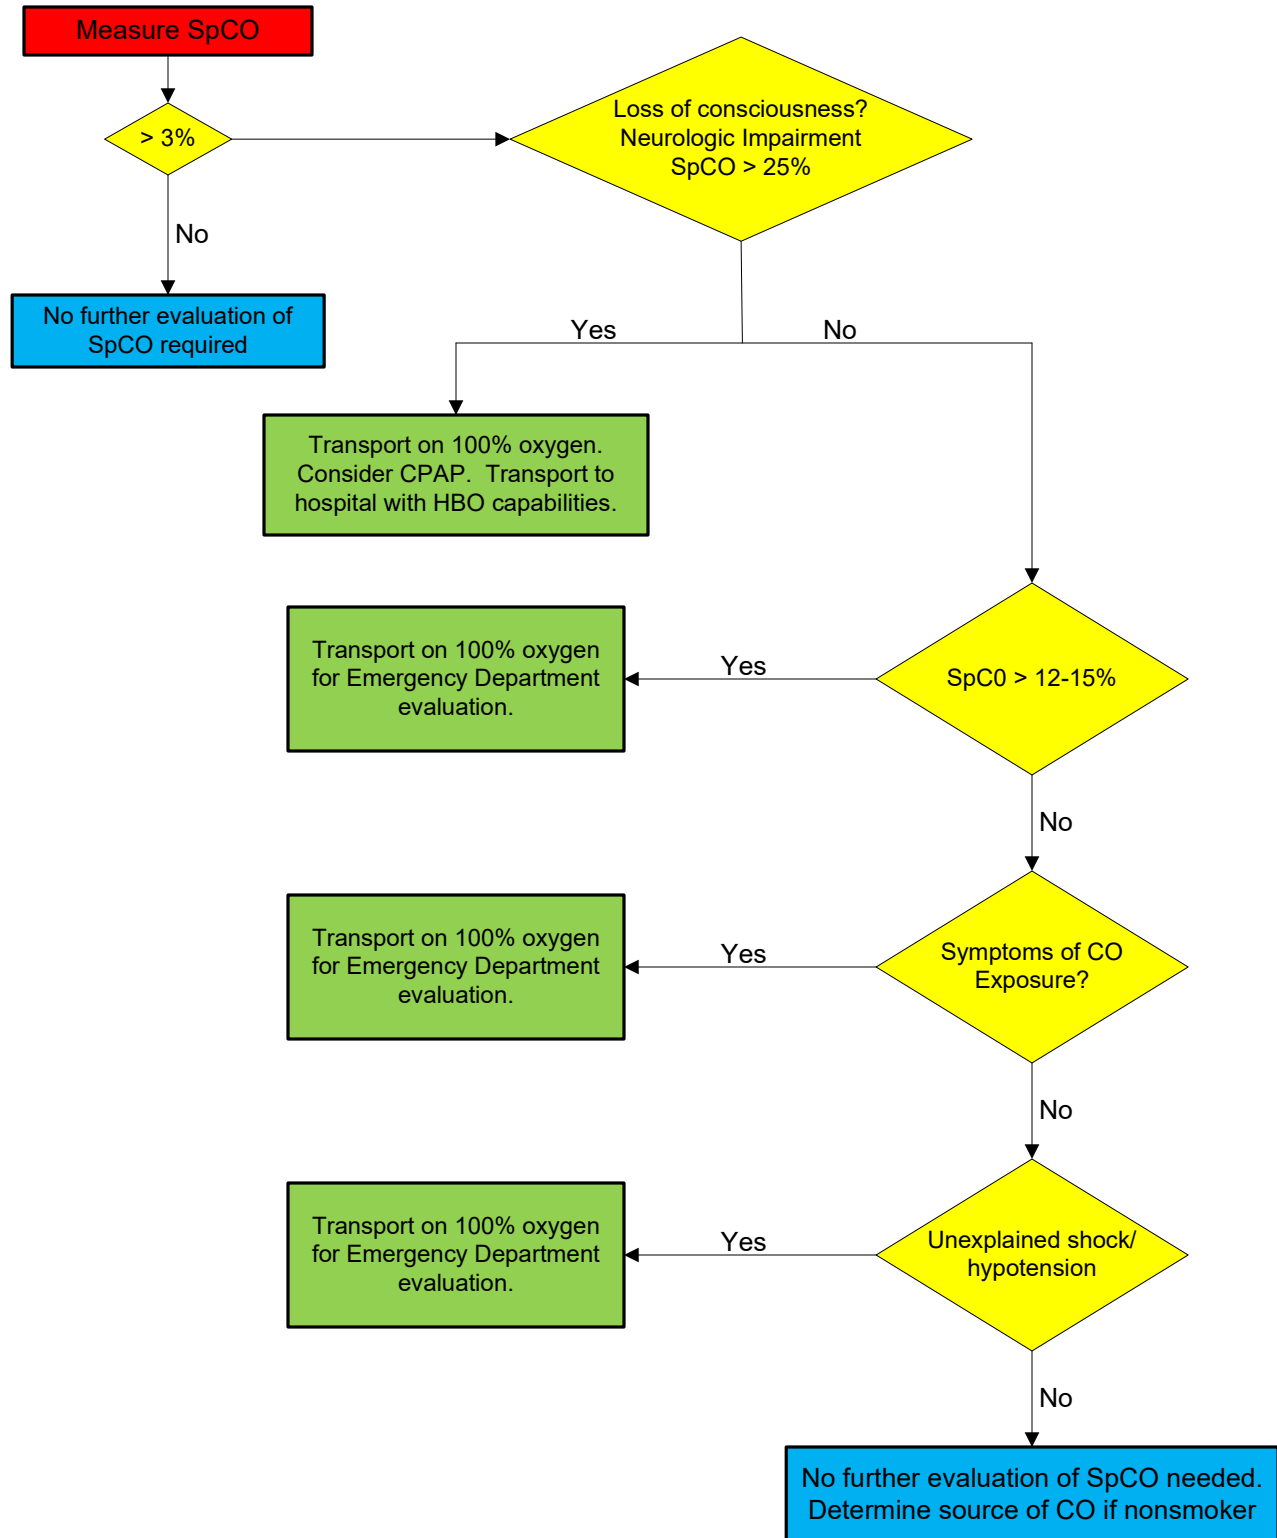 Measure SpCO
> 3%
Loss of consciousness?
Neurologic Impairment
SpCO > 25%
No
No further evaluation of
SpCO required
Yes
No
Transport on 100% oxygen.
Consider CPAP.  Transport to
hospital with HBO capabilities.
SpC0 > 12-15%
Yes
Transport on 100% oxygen
for Emergency Department
evaluation.
No
Symptoms of CO
Exposure?
Yes
Transport on 100% oxygen
for Emergency Department
evaluation.
No
Unexplained shock/
hypotension
Yes
Transport on 100% oxygen
for Emergency Department
evaluation.
No
No further evaluation of SpCO needed.
Determine source of CO if nonsmoker